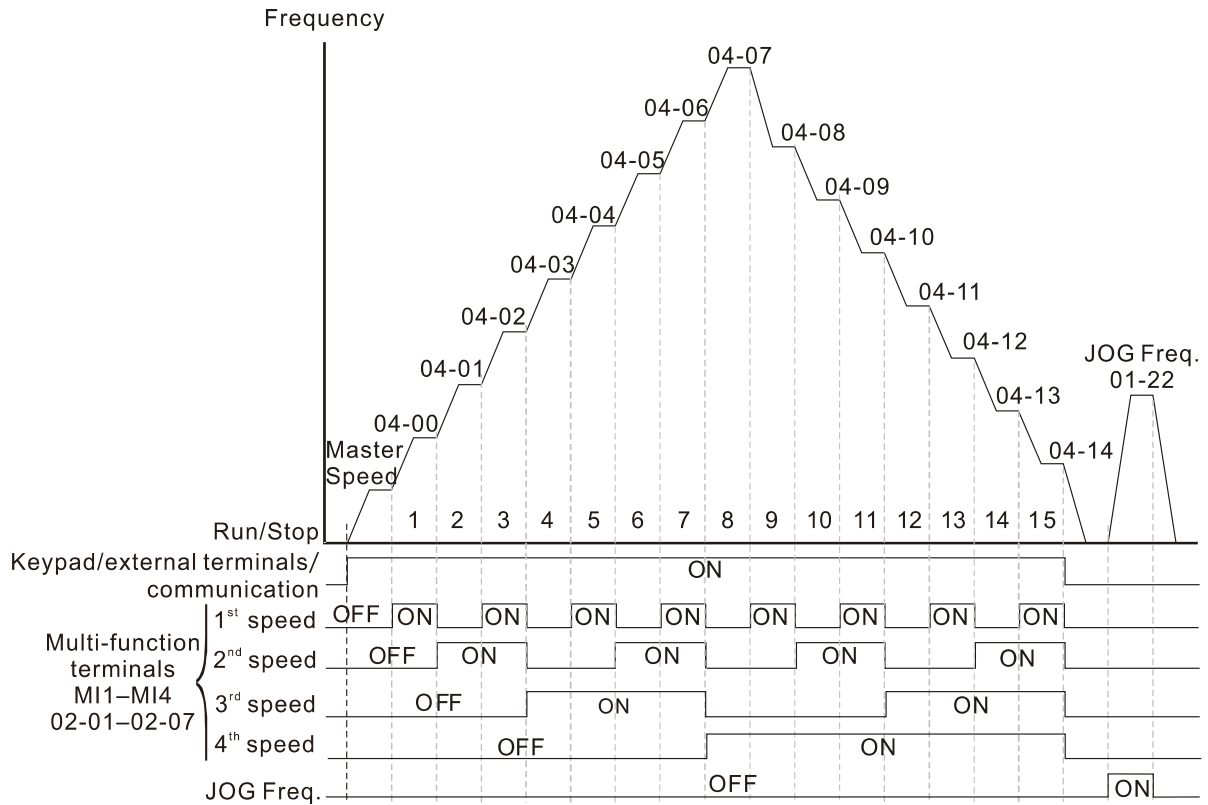 Frequency
04-07
04-06
04-08
04-05
04-09
04-04
04-10
04-03
04-11
04-02
04-12
JOG Freq.
01-22
04-01
04-13
04-00
Master
Speed
04-14
Run/Stop
1 2 3 4 5 6 7 8 9 10 11 12 13 14 15
Keypad/external terminals/
communication
ON
Multi-function
terminals
MI1–MI4
02-01–02-07
1st speed OFF ON ON ON ON ON ON ON ON
2nd speed OFF ON ON ON ON
3rd speed OFF ON ON
4th speed OFF ON
JOG Freq. OFF ON